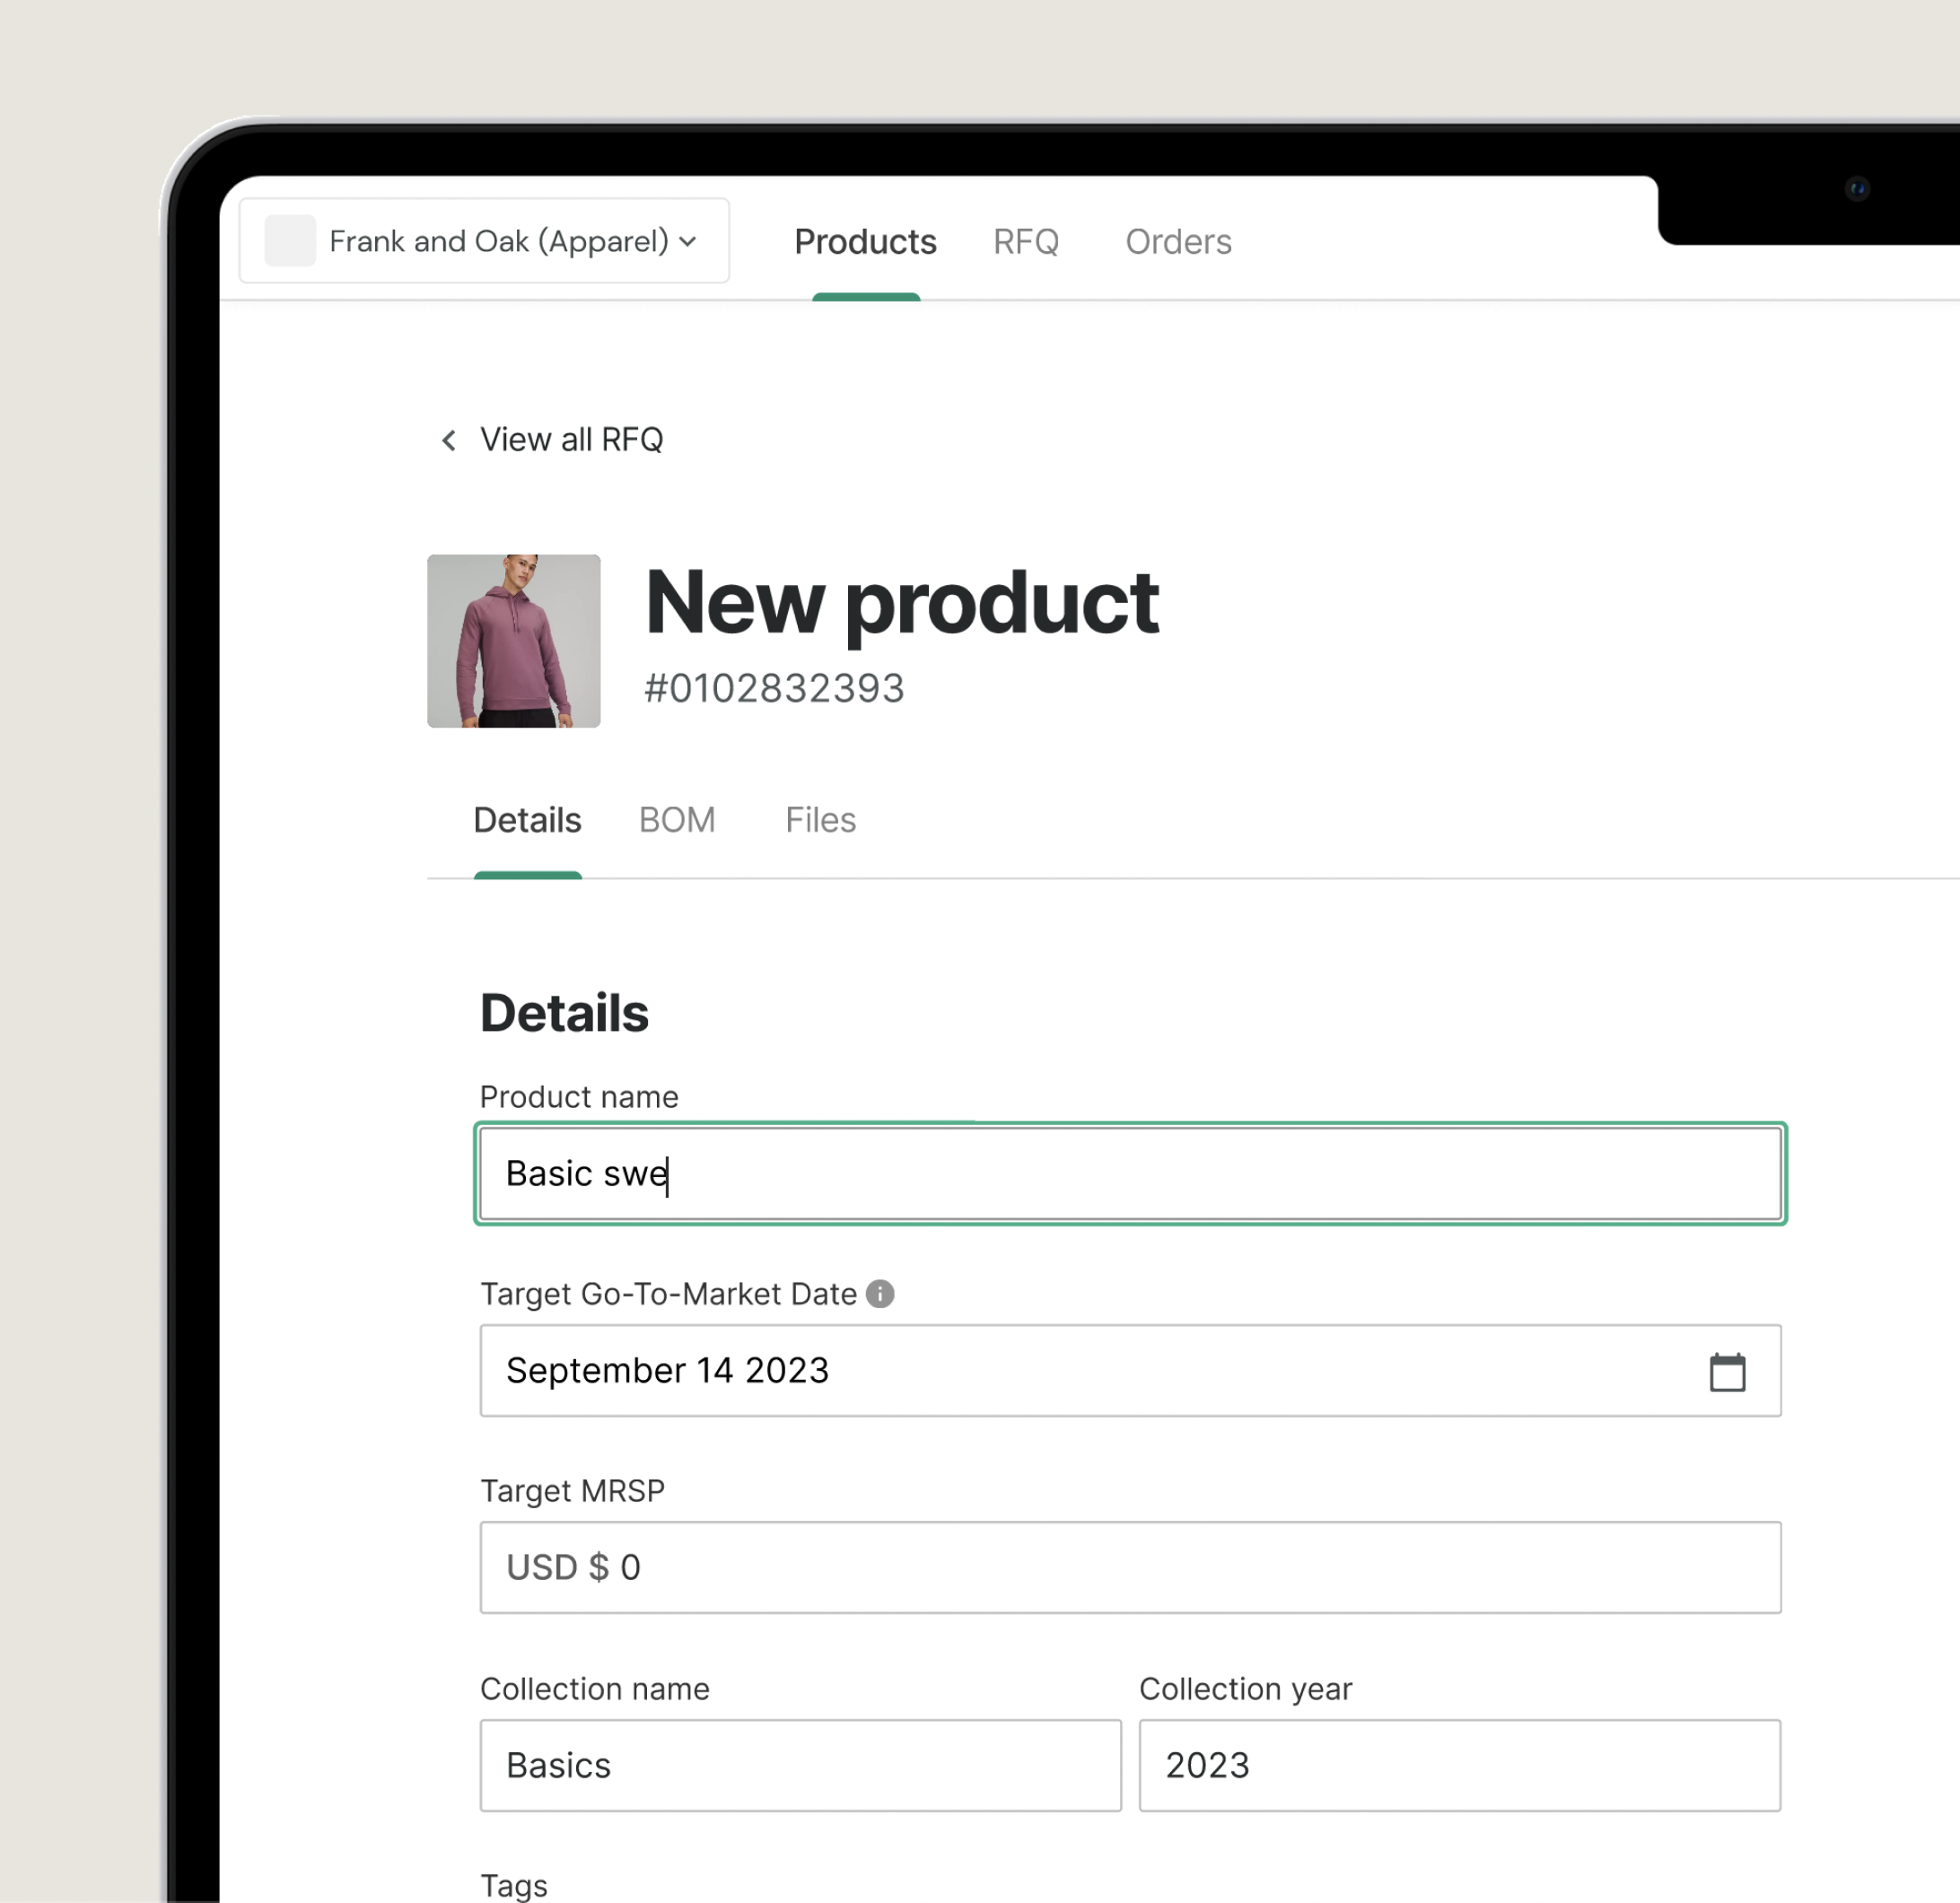 Frank and Oak (Apparel)
Products
RFQ
Orders
View all RFQ
New product
#0102832393
Details
BOM
Files
Details
Product name
Basic swe
Target Go-To-Market Date
September 14 2023
Target MRSP
USD $ 0
Collection name
Collection year
Basics
2023
Tags